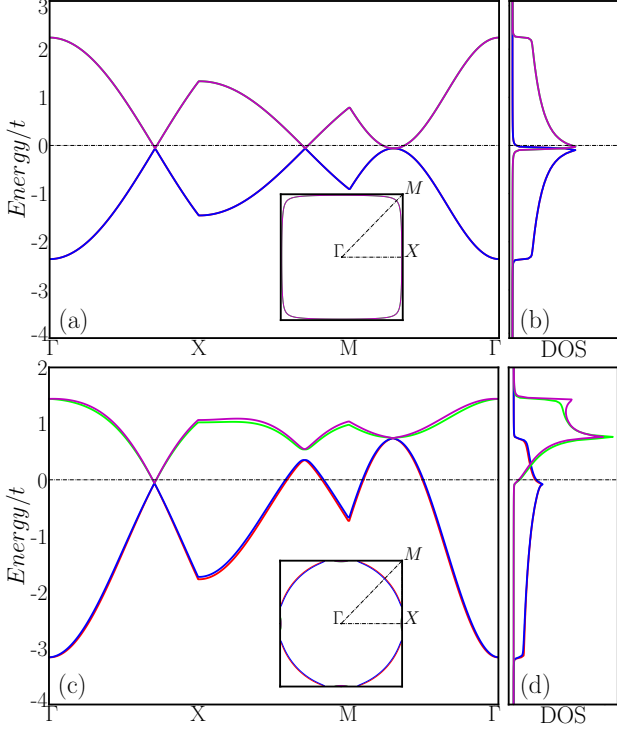 3
2
1
0
-1
-2
-3
-4
Energy/t
M
Γ
X
(a)
(b)
Γ
X
M
Γ
DOS
2
1
0
-1
-2
-3
-4
Energy/t
M
Γ
X
(c)
(d)
Γ
X
M
Γ
DOS